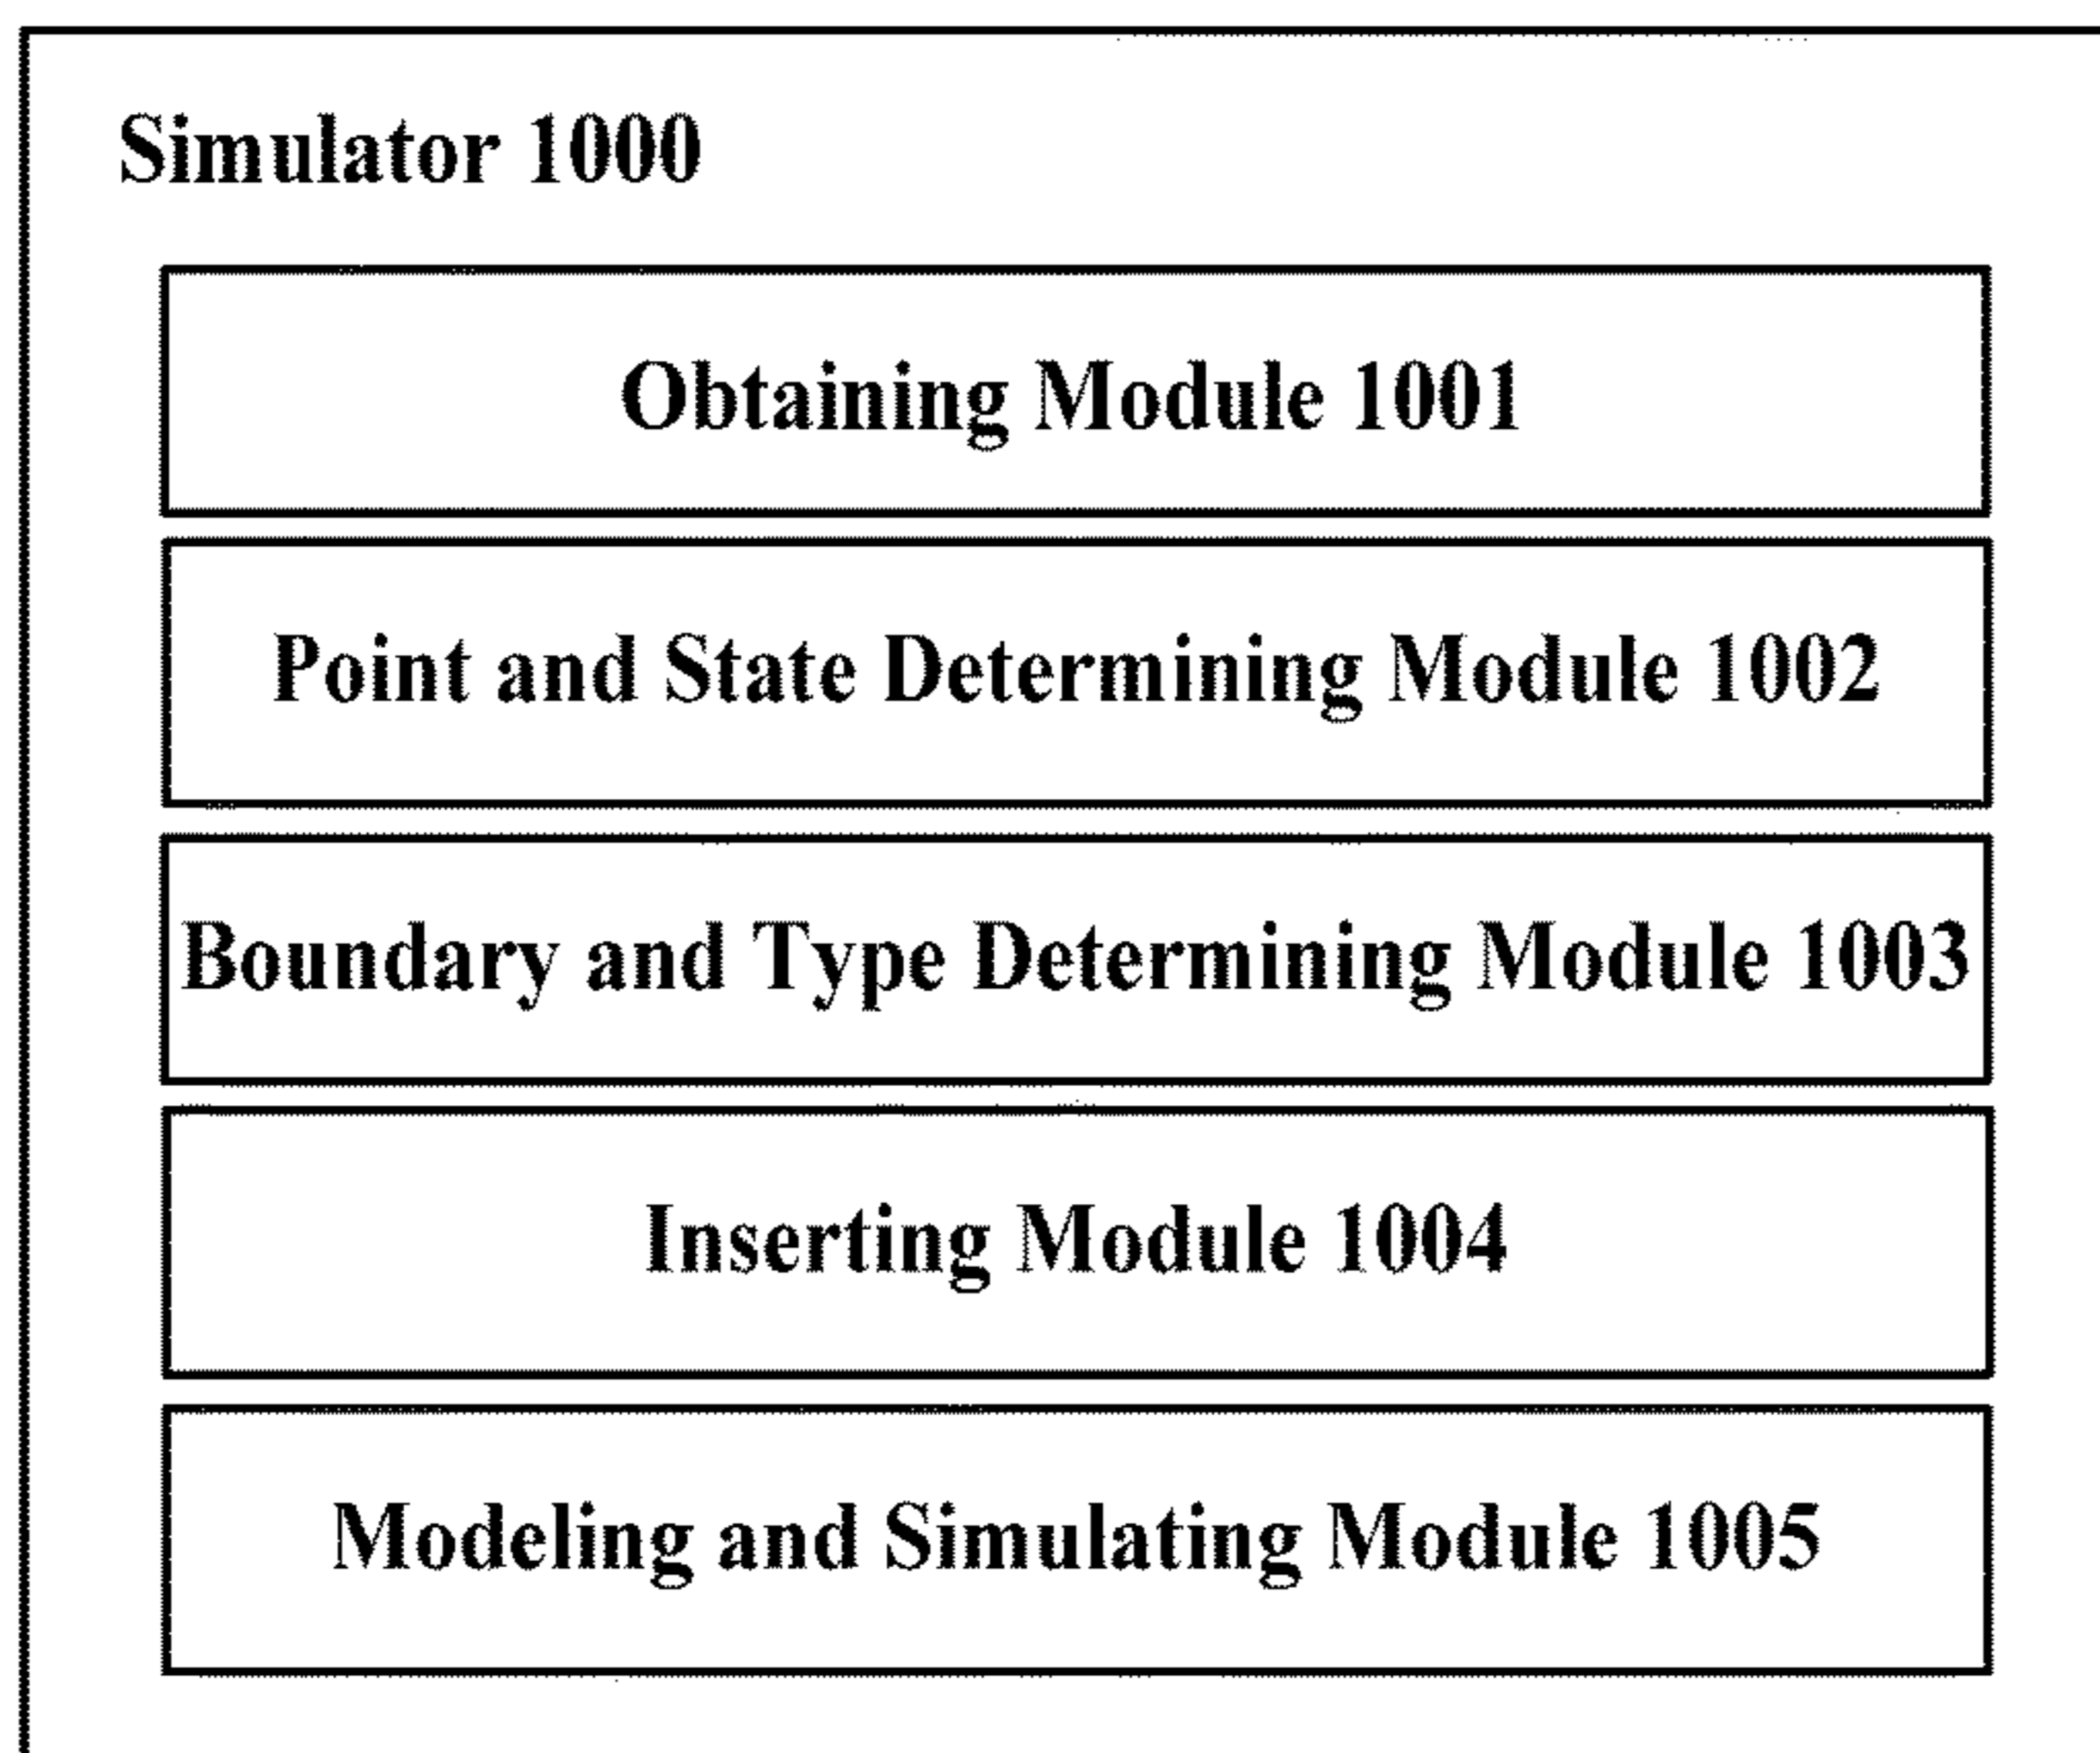 Simulator 1000
Obtaining Module 1001
Point and State Determining Module 1002
Boundary and Type Determining Module 1003
Inserting Module 1004
Modeling and Simulating Module 1005